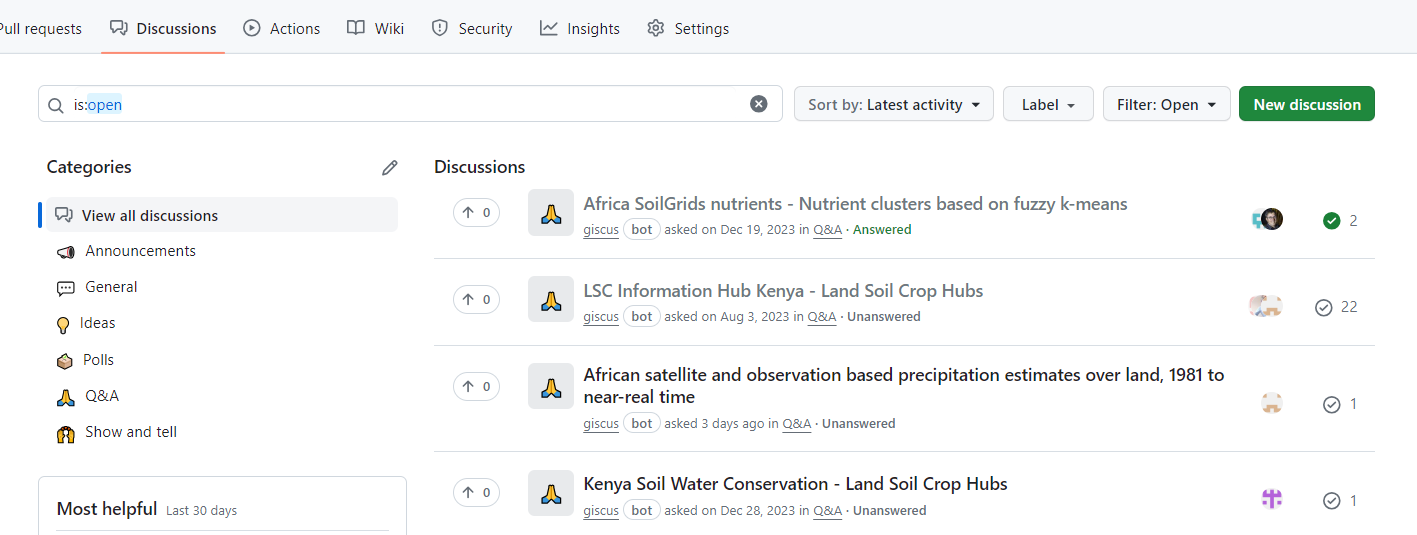 Pull requests Discussions Actions Wiki Security Insights Settings
is:open
Sort by: Latest activity Label Filter: Open New discussion
Categories
View all discussions
Announcements
General
Ideas
Polls
Q&A
Show and tell
Most helpful Last 30 days
Discussions
0
Africa SoilGrids nutrients - Nutrient clusters based on fuzzy k-means
giscus bot asked on Dec 19, 2023 in Q&A · Answered
2
0
LSC Information Hub Kenya - Land Soil Crop Hubs
giscus bot asked on Aug 3, 2023 in Q&A · Unanswered
22
0
African satellite and observation based precipitation estimates over land, 1981 to
near-real time
giscus bot asked 3 days ago in Q&A · Unanswered
1
0
Kenya Soil Water Conservation - Land Soil Crop Hubs
giscus bot asked on Dec 28, 2023 in Q&A · Unanswered
1